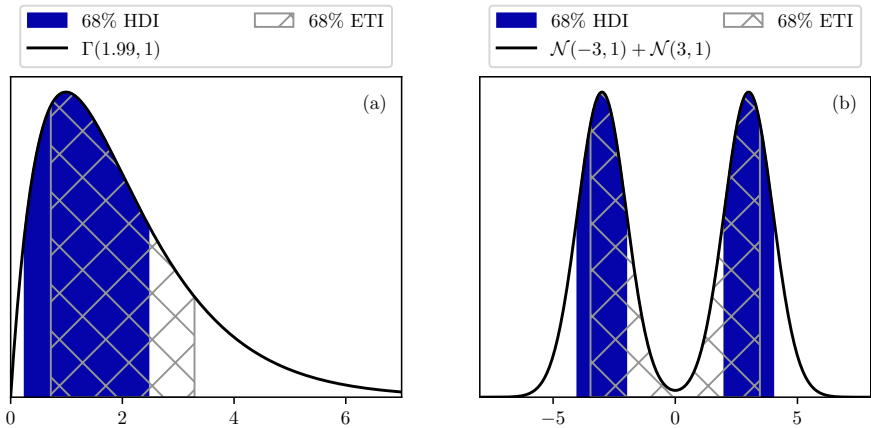 68% HDI
68% ETI
Γ(1.99, 1)
(a)
0
2
4
6
68% HDI
68% ETI
𝒩(−3, 1) + 𝒩(3, 1)
(b)
−5
0
5